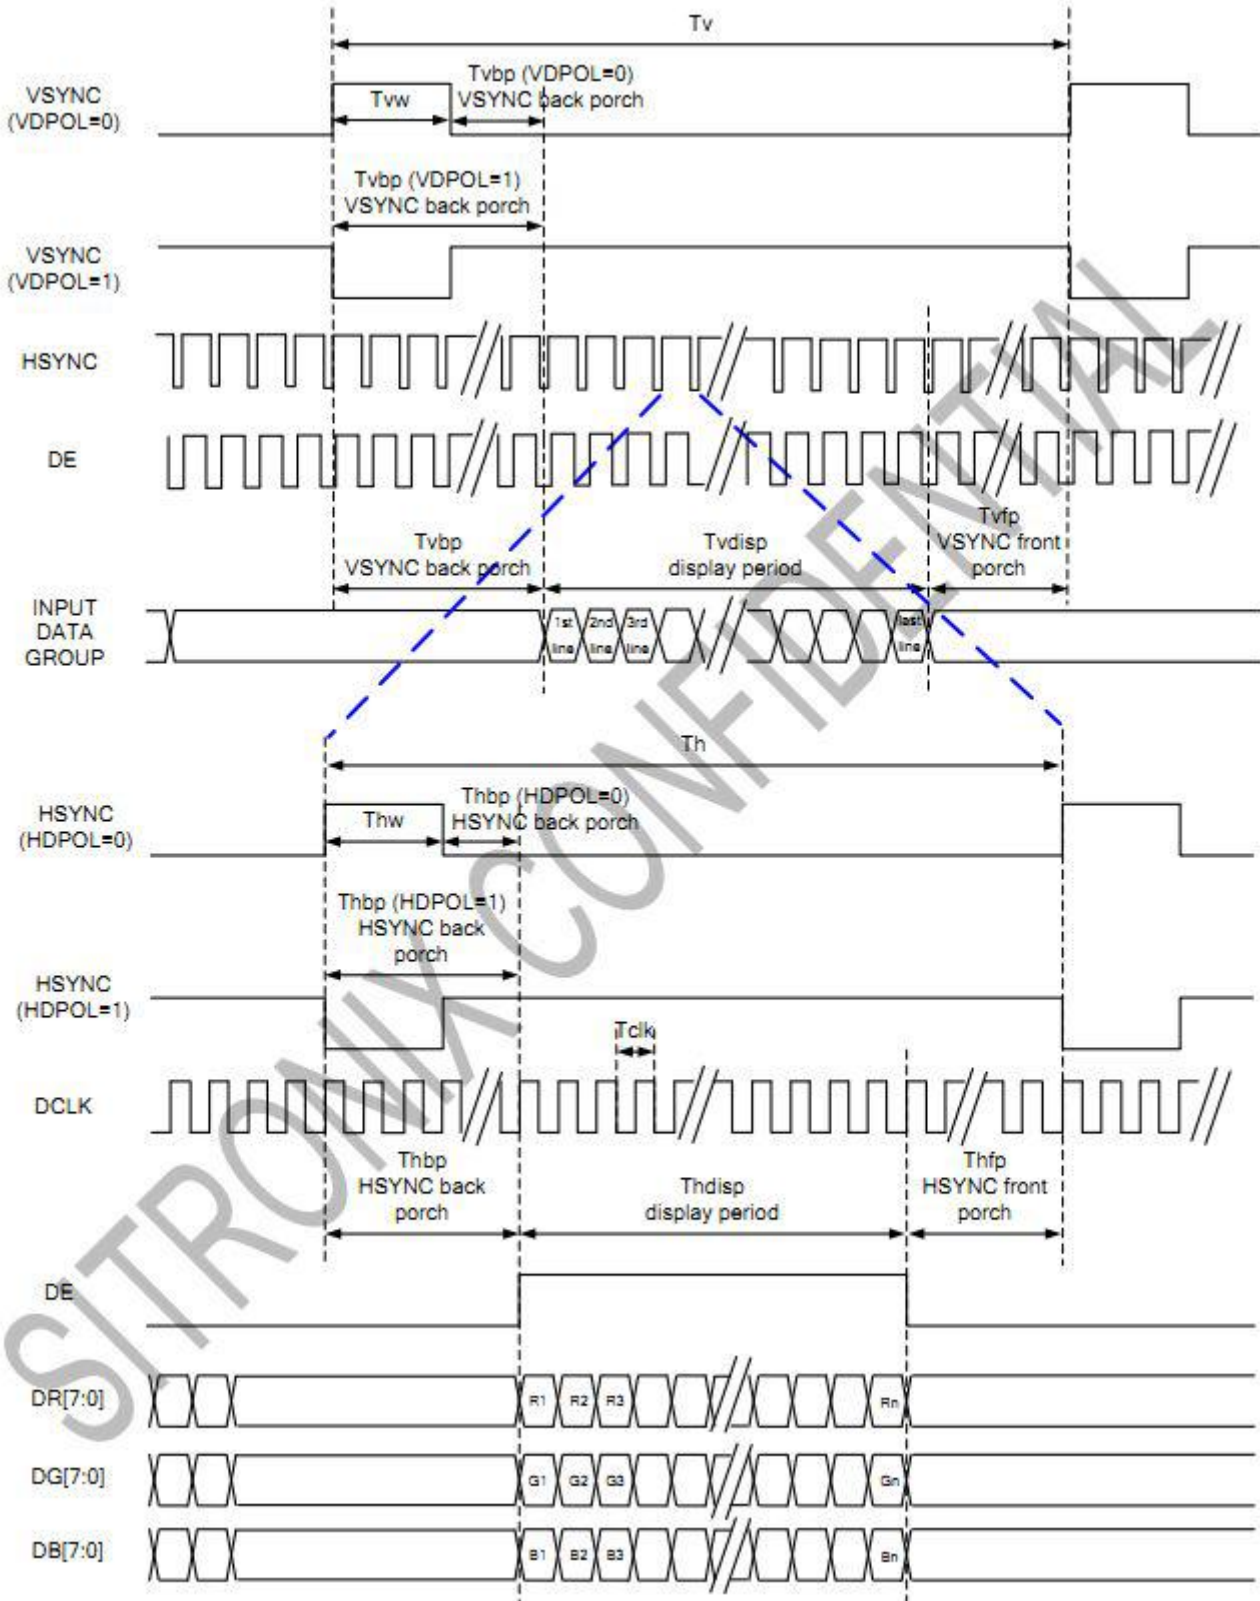 Tv
VSYNC
(VDPOL=0)
Tvw
Tvbp (VDPOL=0)
VSYNC back porch
Tvbp (VDPOL=1)
VSYNC back porch
VSYNC
(VDPOL=1)
HSYNC
DE
Tvbp
VSYNC back porch
Tvdisp
display period
Tvfp
VSYNC front
porch
INPUT
DATA
GROUP
1st
line
2nd
line
3rd
line
last
line
Th
HSYNC
(HDPOL=0)
Thw
Thbp (HDPOL=0)
HSYNC back porch
Thbp (HDPOL=1)
HSYNC back
porch
HSYNC
(HDPOL=1)
Tclk
DCLK
Thbp
HSYNC back
porch
Thdisp
display period
Thfp
HSYNC front
porch
DE
DR[7:0]
R1 R2 R3 Rn
DG[7:0]
G1 G2 G3 Gn
DB[7:0]
B1 B2 B3 Bn
SITRONIX CONFIDENTIAL